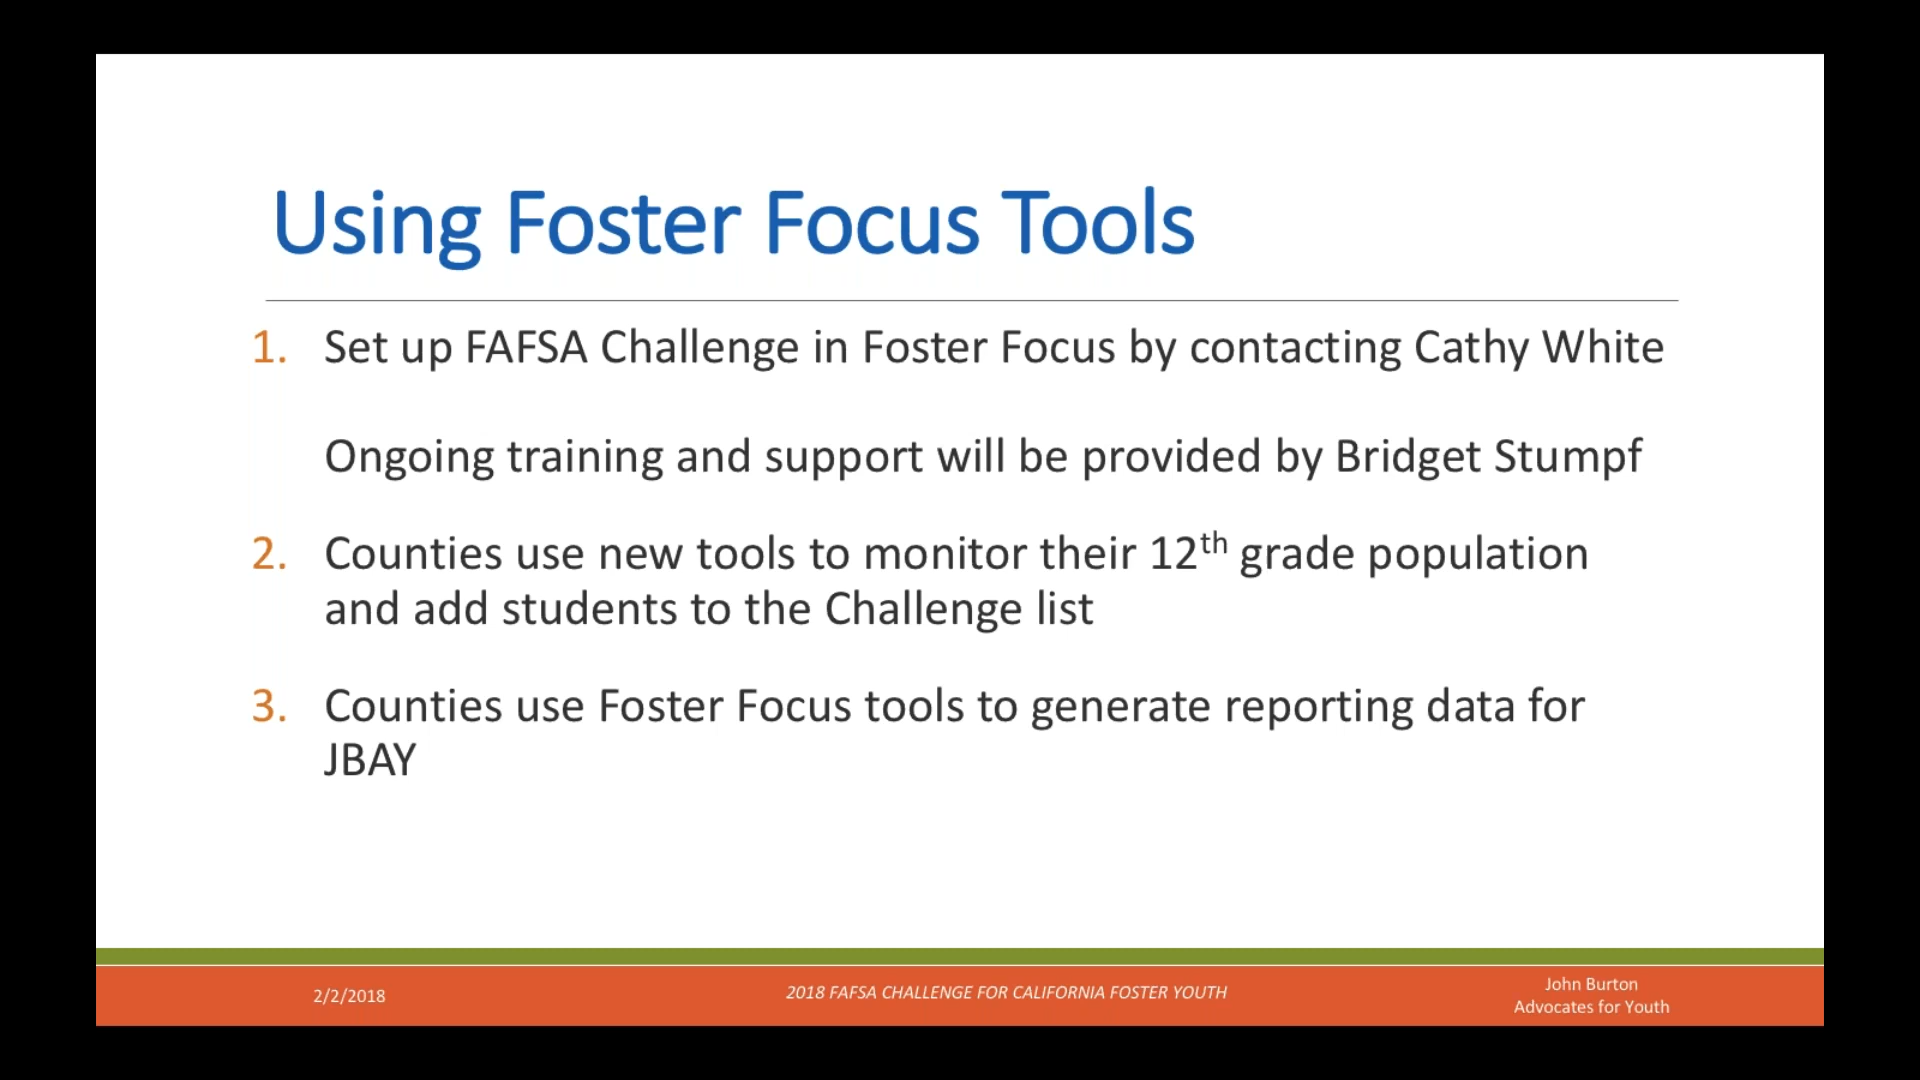 Using Foster Focus Tools
1. Set up FAFSA Challenge in Foster Focus by contacting Cathy White
Ongoing training and support will be provided by Bridget Stumpf
2. Counties use new tools to monitor their 12th grade population
and add students to the Challenge list
3. Counties use Foster Focus tools to generate reporting data for
JBAY
2/2/2018
2018 FAFSA CHALLENGE FOR CALIFORNIA FOSTER YOUTH
John Burton
Advocates for Youth